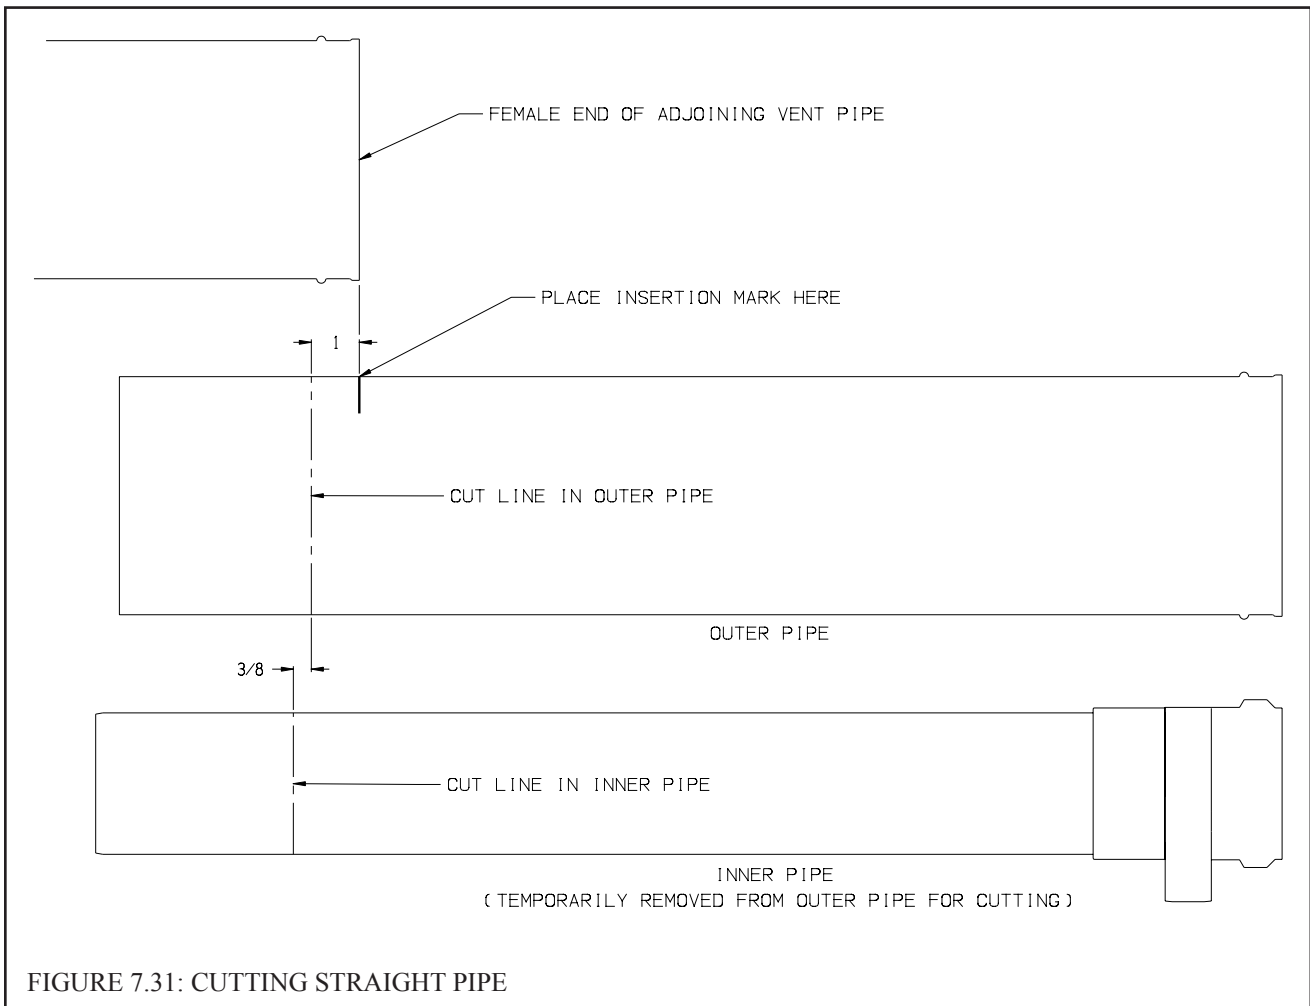 FEMALE END OF ADJOINING VENT PIPE
PLACE INSERTION MARK HERE
1
CUT LINE IN OUTER PIPE
OUTER PIPE
3/8
CUT LINE IN INNER PIPE
INNER PIPE
(TEMPORARILY REMOVED FROM OUTER PIPE FOR CUTTING)
FIGURE 7.31: CUTTING STRAIGHT PIPE